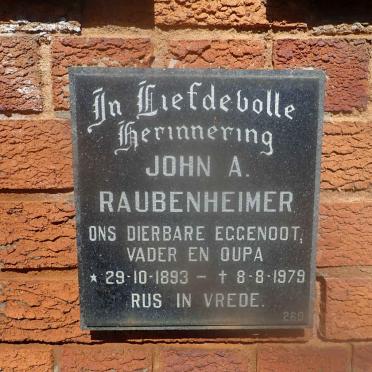 In Liefdevolle
Herinnering
JOHN A.
RAUBENHEIMER
ONS DIERBARE EGGENOOT,
VADER EN OUPA
* 29-10-1893 – † 8-8-1979
RUS IN VREDE.
260